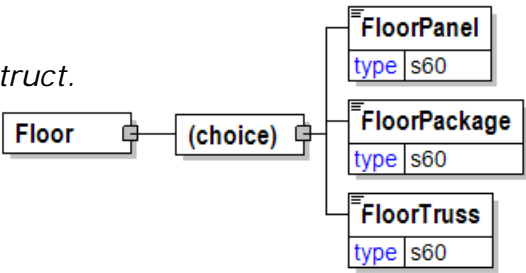 truct.
Floor
(choice)
FloorPanel
type s60
FloorPackage
type s60
FloorTruss
type s60